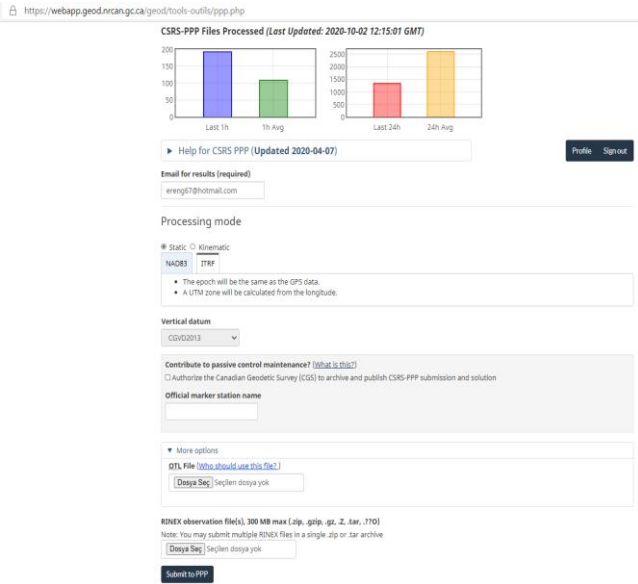 https://webapp.geod.nrcan.gc.ca/geod/tools-outils/ppp.php
CSRS-PPP Files Processed (Last Updated: 2020-10-02 12:15:01 GMT)
200 2500
150 2000
100 1500
1000
50 500
0 0
Last 1h 1h Avg Last 24h 24h Avg
► Help for CSRS PPP (Updated 2020-04-07) Profile Sign out
Email for results (required)
ereng67@hotmail.com
Processing mode
Static Kinematic
NAD83 ITRF
• The epoch will be the same as the GPS data.
• A UTM zone will be calculated from the longitude.
Vertical datum
CGVD2013
Contribute to passive control maintenance? (What is this?)
Authorize the Canadian Geodetic Survey (CGS) to archive and publish CSRS-PPP submission and solution
Official marker station name
▼ More options
OTL File (Who should use this file? )
Dosya Seç Seçilen dosya yok
RINEX observation file(s), 300 MB max (.zip, .gzip, .gz, .Z, .tar, .??O)
Note: You may submit multiple RINEX files in a single .zip or .tar archive
Dosya Seç Seçilen dosya yok
Submit to PPP